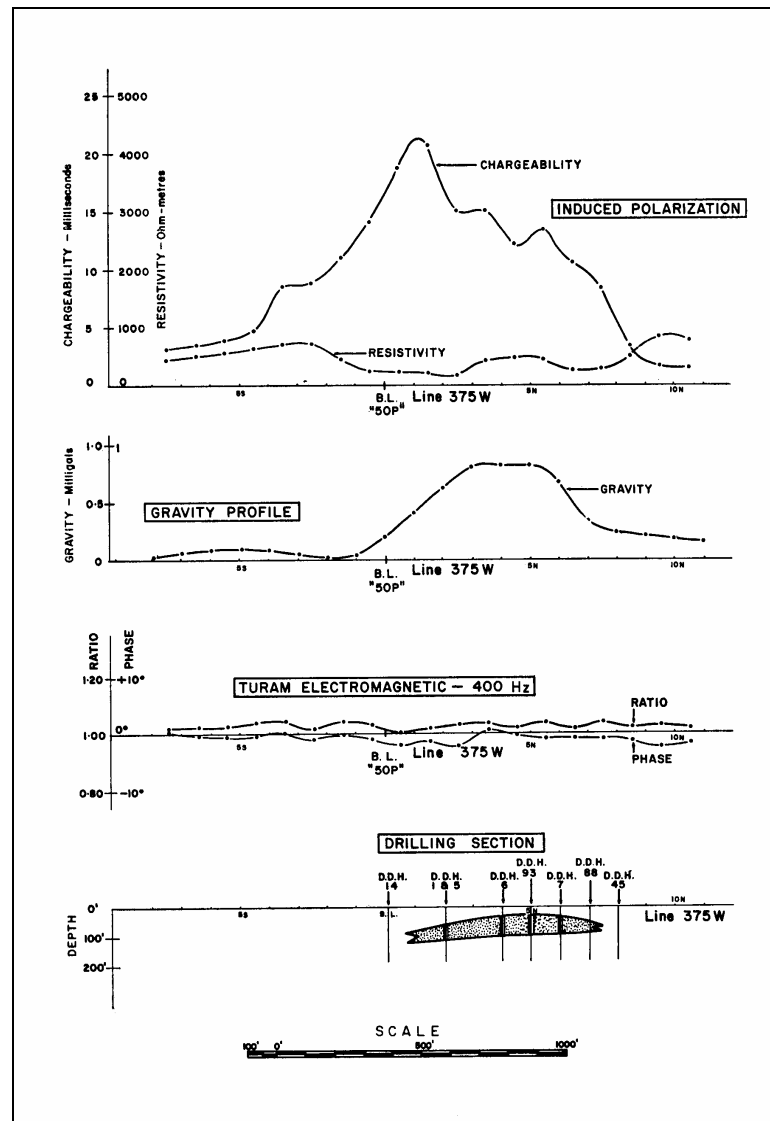 25 5000
20 4000
15 3000
10 2000
5 1000
0 0
CHARGEABILITY – Milliseconds
RESISTIVITY – Ohm-metres
CHARGEABILITY
INDUCED POLARIZATION
RESISTIVITY
5S B.L. Line 375W 5N 10N
"50P"
1.0 1
0.5
0
GRAVITY – Milligals
GRAVITY PROFILE
GRAVITY
5S B.L. Line 375W 5N 10N
"50P"
RATIO
PHASE
1.20 +10°
TURAM ELECTROMAGNETIC – 400 Hz
RATIO
0°
1.00
5S B.L. Line 375W 5N 10N
"50P"
PHASE
0.80 -10°
DRILLING SECTION
D.D.H. 14
D.D.H. 1 & 5
D.D.H. 6
D.D.H. 93
D.D.H. 7
D.D.H. 88
D.D.H. 45
0' 5S B.L. 5N 10N
DEPTH
100'
200'
Line 375W
SCALE
100' 0' 500' 1000'